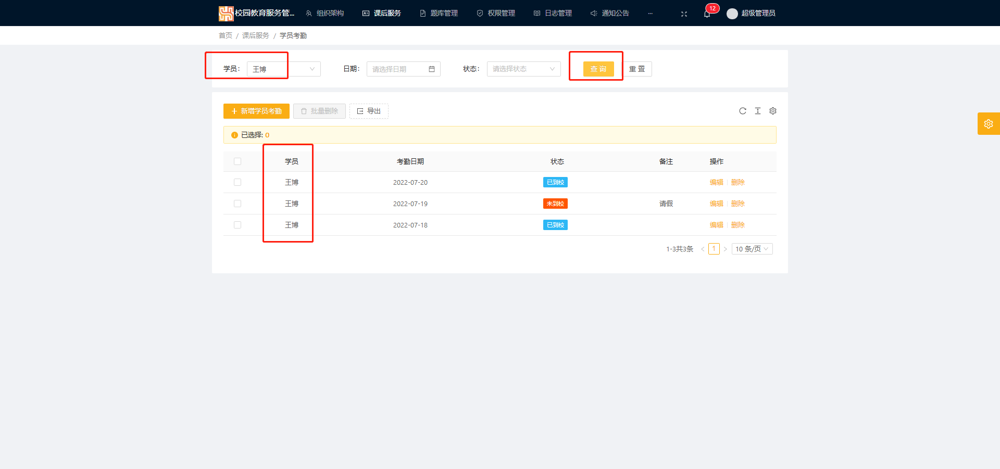 校园教育服务管... 组织架构 课后服务 题库管理 权限管理 日志管理 通知公告 ··· 12 超级管理员
首页 / 课后服务 / 学员考勤
学员: 王博 日期: 请选择日期 状态: 请选择状态 查 询 重 置
新增学员考勤 批量删除 导出
已选择: 0
学员 考勤日期 状态 备注 操作
王博 2022-07-20 已到校 编辑 删除
王博 2022-07-19 未到校 请假 编辑 删除
王博 2022-07-18 已到校 编辑 删除
1-3共3条 < 1 > 10 条/页